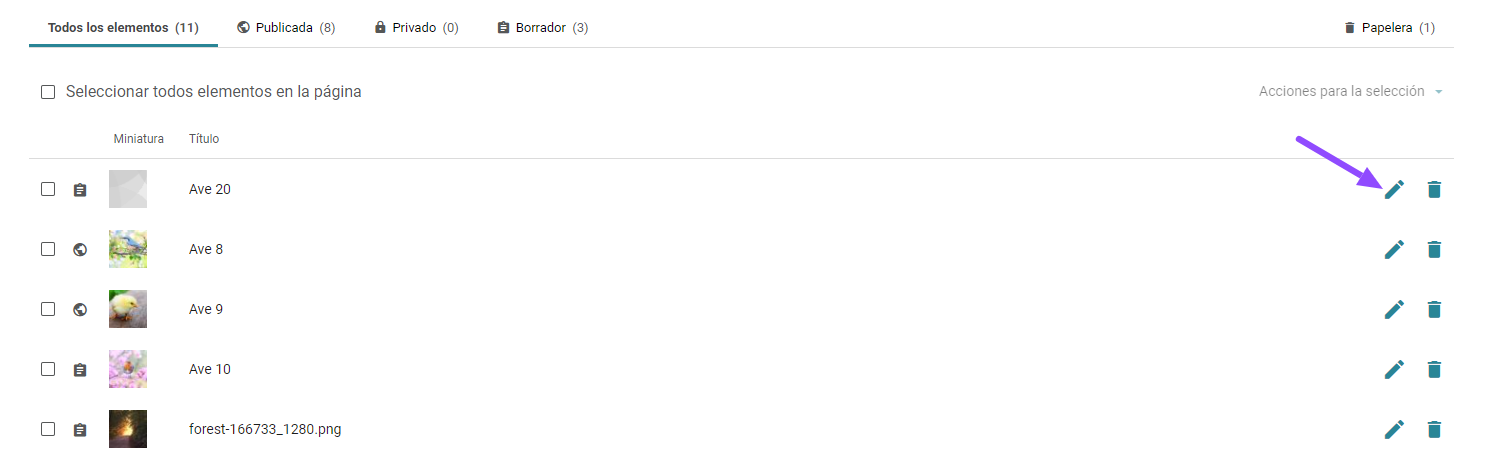 Todos los elementos (11) Publicada (8) Privado (0) Borrador (3) Papelera (1)
Seleccionar todos elementos en la página Acciones para la selección
Miniatura Título
Ave 20
Ave 8
Ave 9
Ave 10
forest-166733_1280.png